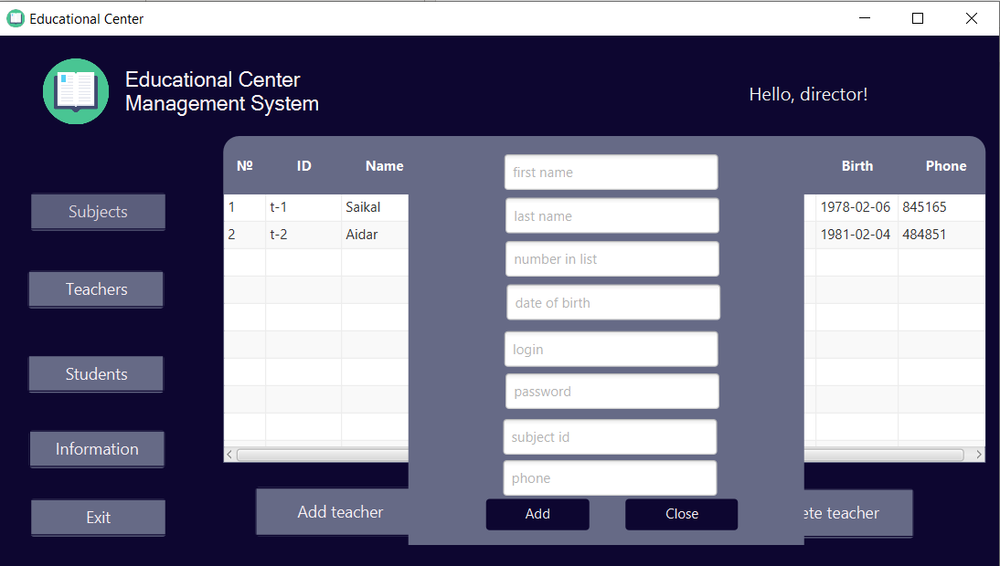 Educational Center
Educational Center
Management System
Hello, director!
№ ID Name Birth Phone
1 t-1 Saikal 1978-02-06 845165
2 t-2 Aidar 1981-02-04 484851
first name
last name
number in list
date of birth
login
password
subject id
phone
Add Close
Subjects
Teachers
Students
Information
Exit
Add teacher
ete teacher